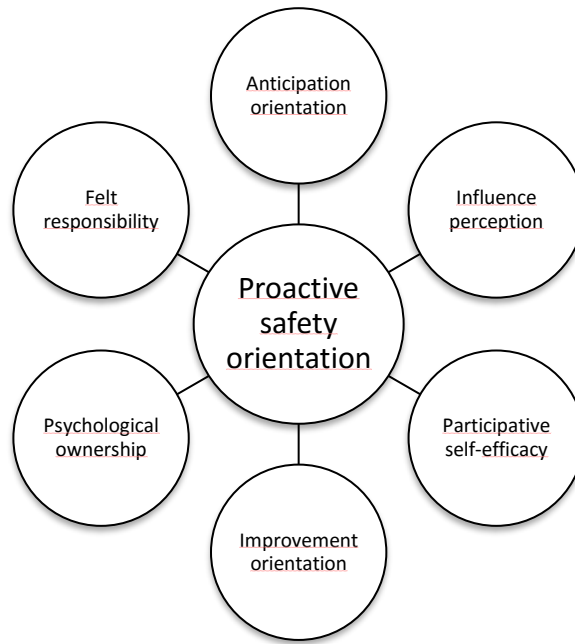 Anticipation
orientation
Felt
responsibility
Influence
perception
Proactive
safety
orientation
Psychological
ownership
Participative
self-efficacy
Improvement
orientation